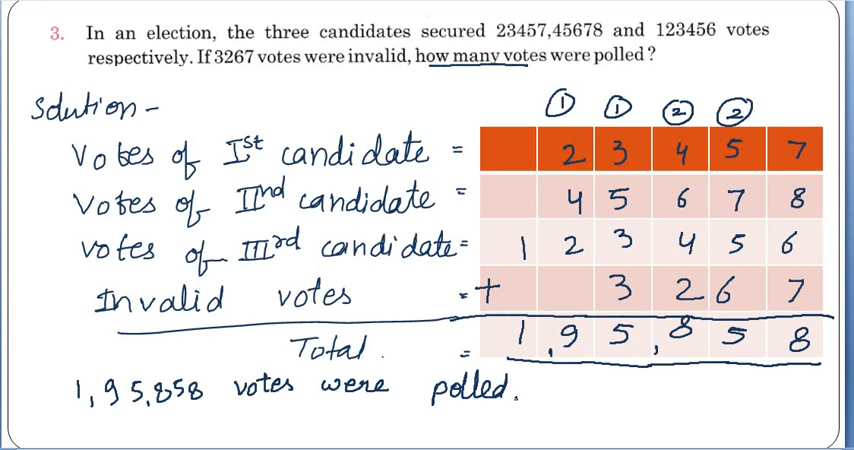 3. In an election, the three candidates secured 23457,45678 and 123456 votes
respectively. If 3267 votes were invalid, how many votes were polled ?
Solution -
1 1 2 2
Votes of Ist candidate = 2 3 4 5 7
Votes of IInd candidate = 4 5 6 7 8
Votes of IIIrd candidate = 1 2 3 4 5 6
Invalid votes = + 3 2 6 7
Total. = 1,9 5,8 5 8
1,95,858 votes were polled.